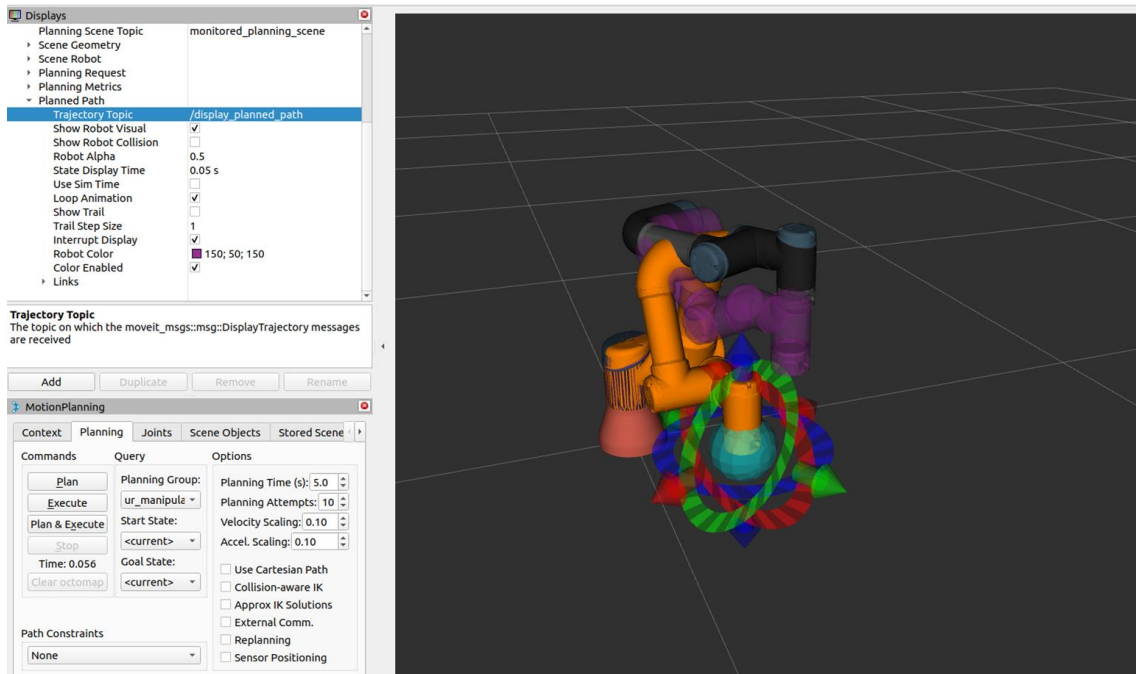 Displays
Planning Scene Topic monitored_planning_scene
Scene Geometry
Scene Robot
Planning Request
Planning Metrics
Planned Path
Trajectory Topic /display_planned_path
Show Robot Visual
Show Robot Collision
Robot Alpha 0.5
State Display Time 0.05 s
Use Sim Time
Loop Animation
Show Trail
Trail Step Size 1
Interrupt Display
Robot Color 150; 50; 150
Color Enabled
Links
Trajectory Topic
The topic on which the moveit_msgs::msg::DisplayTrajectory messages
are received
Add Duplicate Remove Rename
MotionPlanning
Context Planning Joints Scene Objects Stored Scene
Commands Query Options
Plan Planning Group: Planning Time (s): 5.0
Execute ur_manipula Planning Attempts: 10
Plan & Execute Start State: Velocity Scaling: 0.10
Stop <current> Accel. Scaling: 0.10
Time: 0.056 Goal State: Use Cartesian Path
Clear octomap <current> Collision-aware IK
Approx IK Solutions
External Comm.
Path Constraints Replanning
None Sensor Positioning